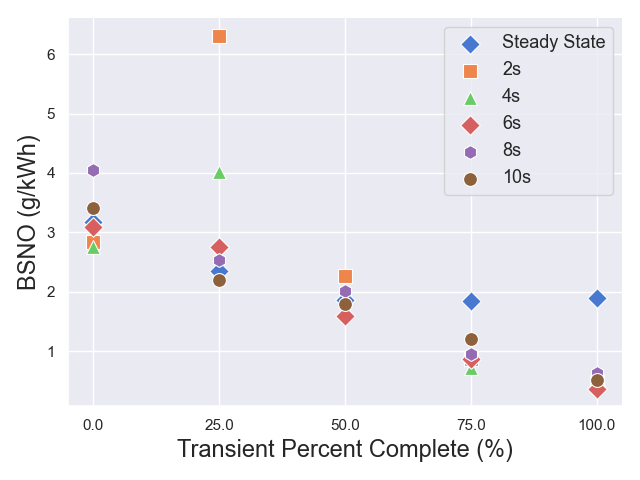 BSNO (g/kWh)
6
5
4
3
2
1
0.0 25.0 50.0 75.0 100.0
Transient Percent Complete (%)
Steady State
2s
4s
6s
8s
10s